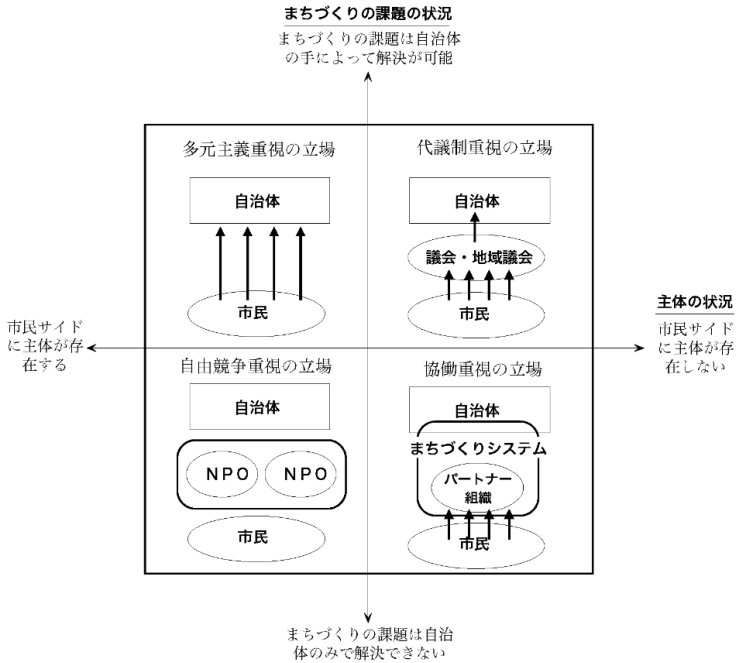 まちづくりの課題の状況
まちづくりの課題は自治体
の手によって解決が可能
多元主義重視の立場
自治体
市民
代議制重視の立場
自治体
議会・地域議会
市民
市民サイド
に主体が存
在する
主体の状況
市民サイド
に主体が存
在しない
自由競争重視の立場
自治体
NPO
NPO
市民
協働重視の立場
自治体
まちづくりシステム
パートナー
組織
市民
まちづくりの課題は自治
体のみで解決できない